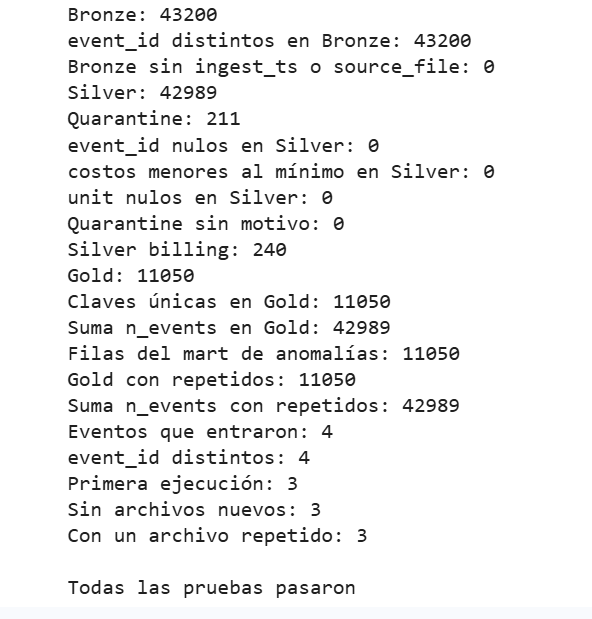 Bronze: 43200
event_id distintos en Bronze: 43200
Bronze sin ingest_ts o source_file: 0
Silver: 42989
Quarantine: 211
event_id nulos en Silver: 0
costos menores al mínimo en Silver: 0
unit nulos en Silver: 0
Quarantine sin motivo: 0
Silver billing: 240
Gold: 11050
Claves únicas en Gold: 11050
Suma n_events en Gold: 42989
Filas del mart de anomalías: 11050
Gold con repetidos: 11050
Suma n_events con repetidos: 42989
Eventos que entraron: 4
event_id distintos: 4
Primera ejecución: 3
Sin archivos nuevos: 3
Con un archivo repetido: 3
Todas las pruebas pasaron